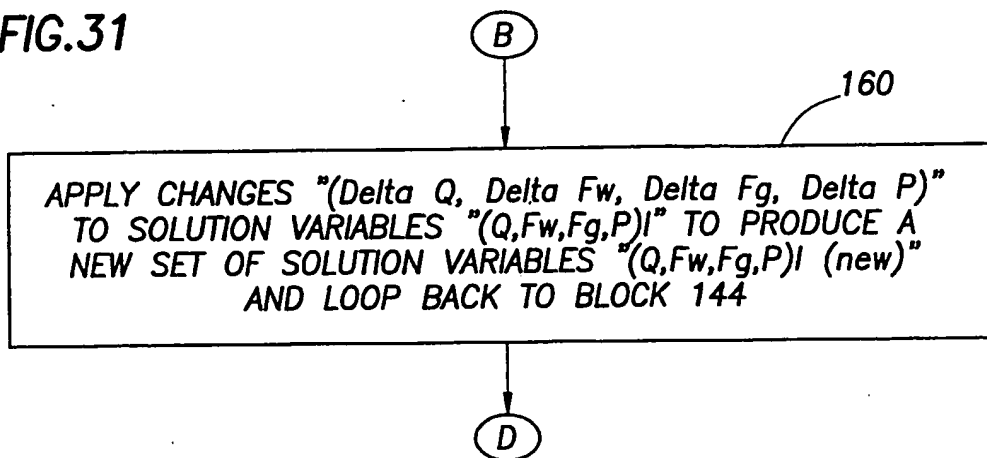 FIG.31
B
160
APPLY CHANGES "(Delta Q, Delta Fw, Delta Fg, Delta P)"
TO SOLUTION VARIABLES "(Q,Fw,Fg,P)I" TO PRODUCE A
NEW SET OF SOLUTION VARIABLES "(Q,Fw,Fg,P)I (new)"
AND LOOP BACK TO BLOCK 144
D